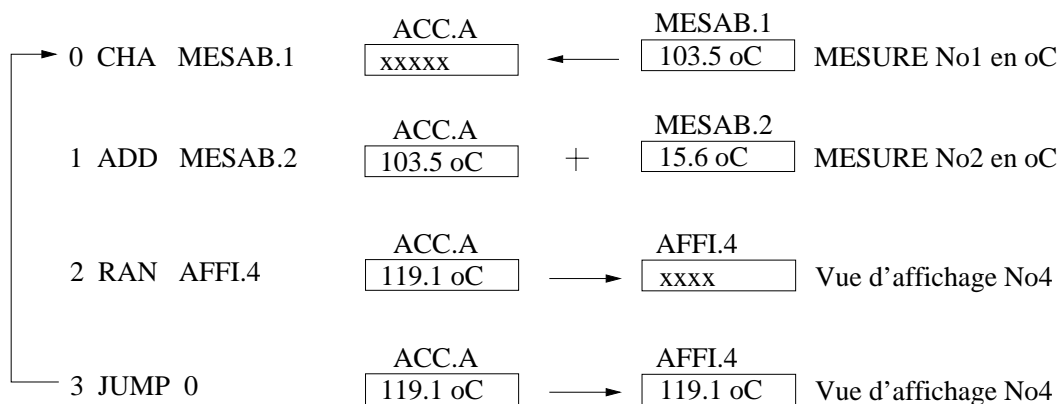 ACC.A MESAB.1
0 CHA MESAB.1 xxxxx 103.5 oC MESURE No1 en oC
ACC.A MESAB.2
1 ADD MESAB.2 103.5 oC + 15.6 oC MESURE No2 en oC
ACC.A AFFI.4
2 RAN AFFI.4 119.1 oC xxxx Vue d'affichage No4
ACC.A AFFI.4
3 JUMP 0 119.1 oC 119.1 oC Vue d'affichage No4